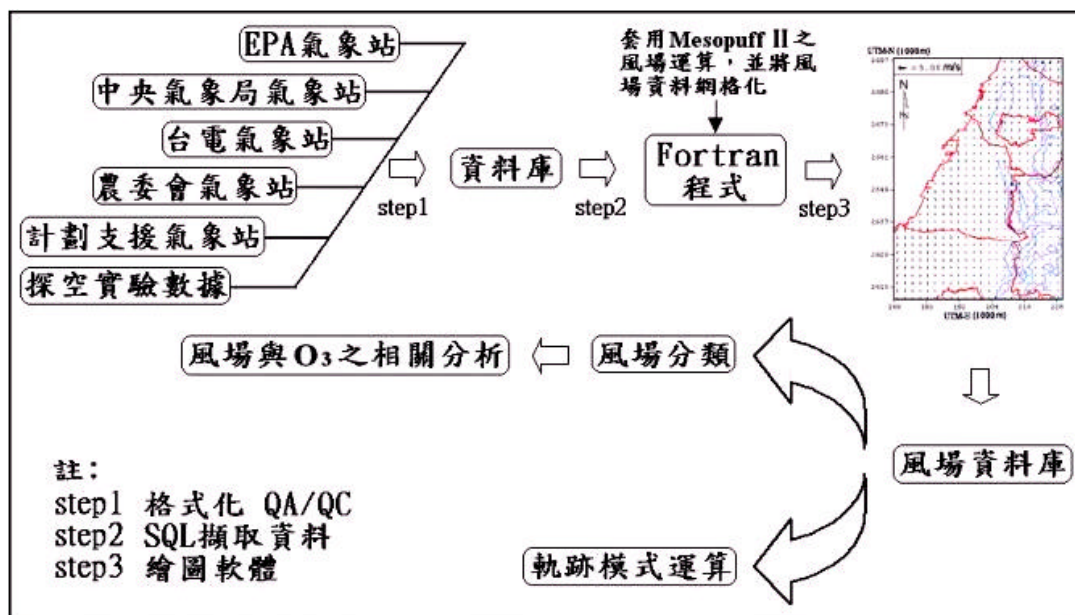 EPA氣象站
中央氣象局氣象站
台電氣象站
農委會氣象站
計劃支援氣象站
探空實驗數據
step1
資料庫
step2
套用Mesopuff II之
風場運算，並將風
場資料網格化
Fortran
程式
step3
UTM-N (1000m)
N
UTM-E (1000m)
風場與O₃之相關分析
風場分類
風場資料庫
軌跡模式運算
註：
step1 格式化 QA/QC
step2 SQL擷取資料
step3 繪圖軟體